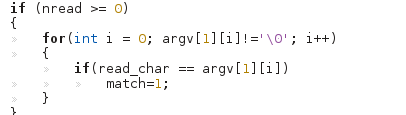 if (nread >= 0)
{
» for(int i = 0; argv[1][i]!='\0'; i++)
» {
» if(read_char == argv[1][i])
» » » match=1;
» }
}